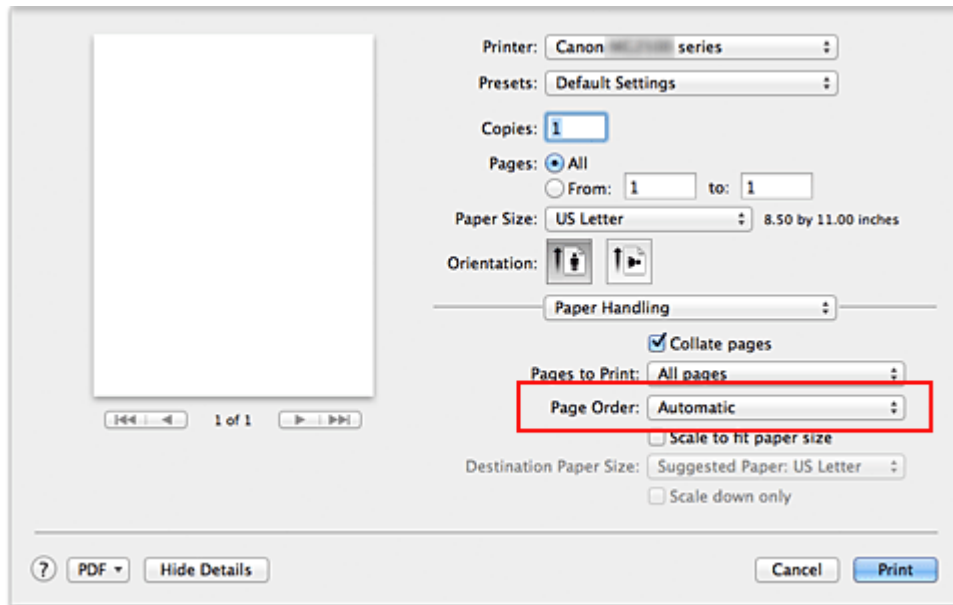 Printer: Canon series
Presets: Default Settings
Copies: 1
Pages: All
From: 1 to: 1
Paper Size: US Letter 8.50 by 11.00 inches
Orientation:
Paper Handling
Collate pages
Pages to Print: All pages
Page Order: Automatic
1 of 1
Scale to fit paper size
Destination Paper Size: Suggested Paper: US Letter
Scale down only
? PDF Hide Details Cancel Print